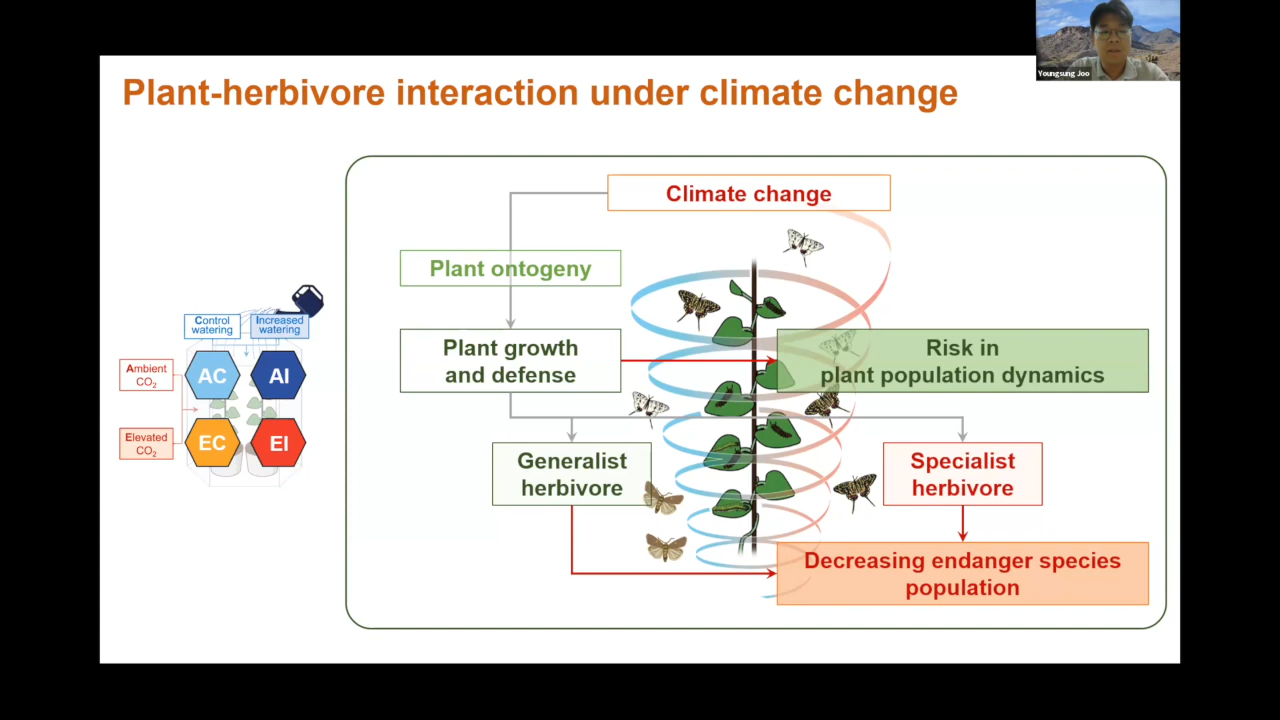 Youngsung Joo
Plant-herbivore interaction under climate change
Climate change
Plant ontogeny
Plant growth
and defense
Risk in
plant population dynamics
Generalist
herbivore
Specialist
herbivore
Decreasing endanger species
population
Control
watering
Increased
watering
Ambient
CO₂
AC
AI
Elevated
CO₂
EC
EI